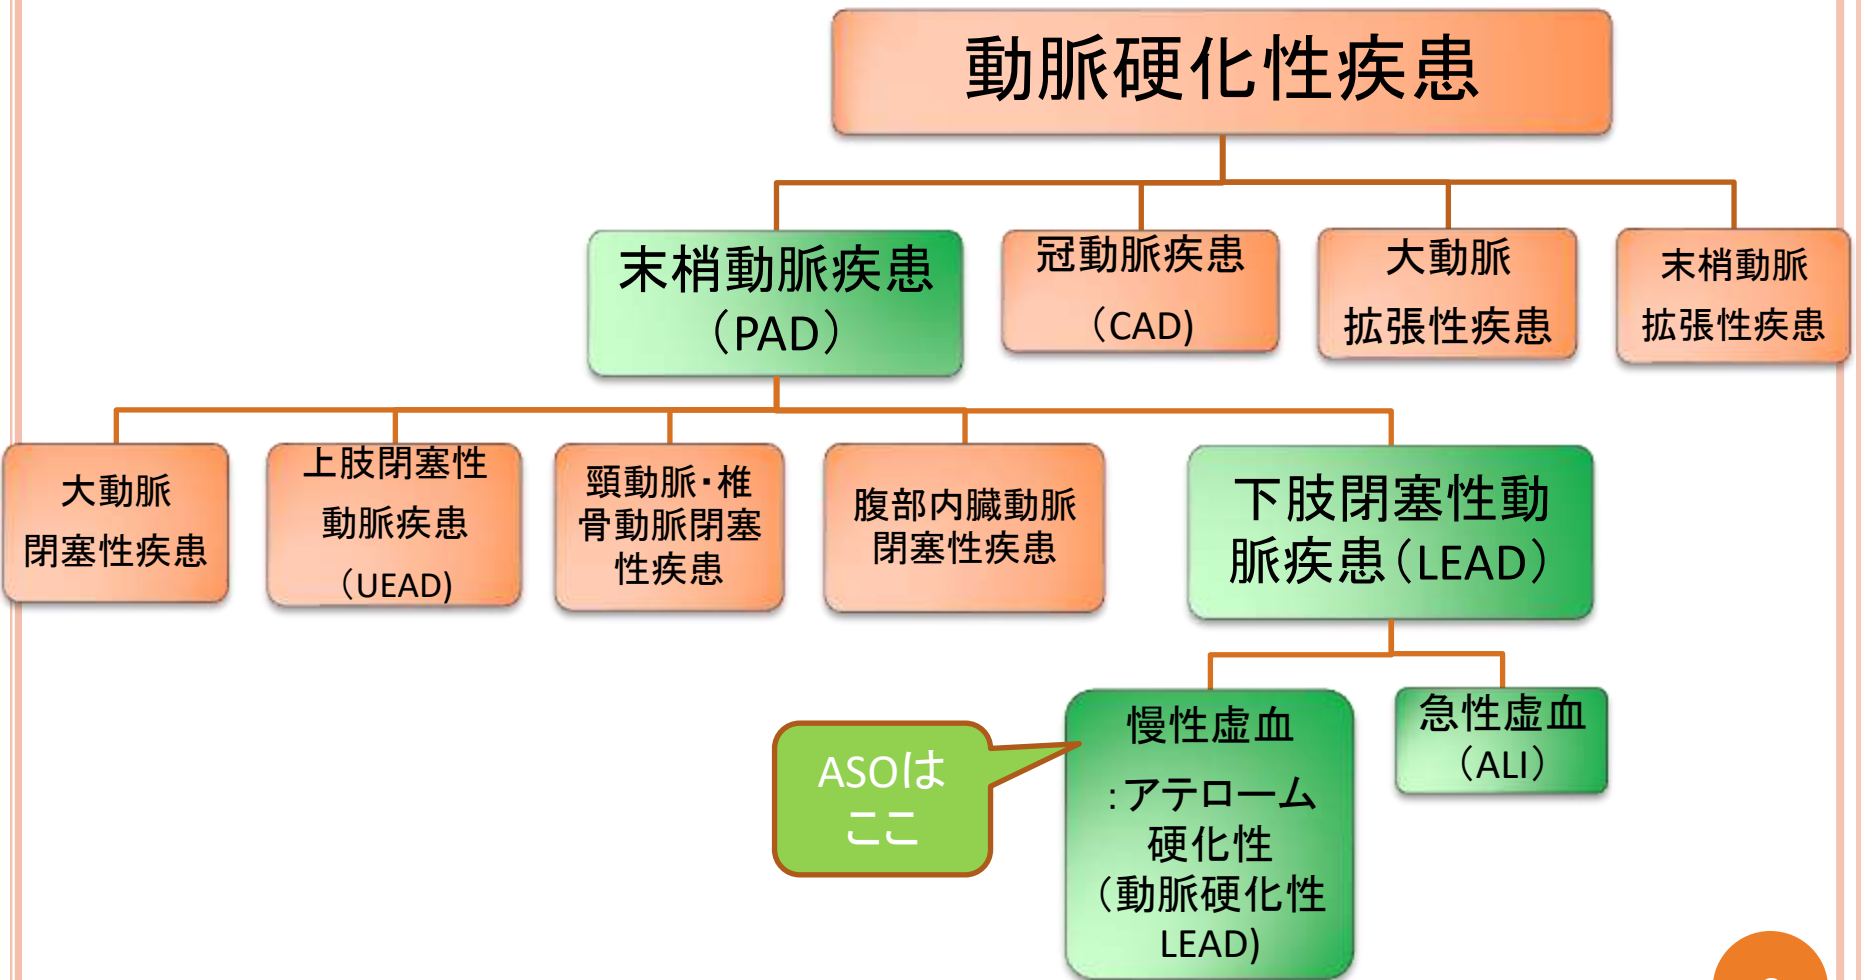 動脈硬化性疾患
末梢動脈疾患
（PAD）
冠動脈疾患
（CAD)
大動脈
拡張性疾患
末梢動脈
拡張性疾患
大動脈
閉塞性疾患
上肢閉塞性
動脈疾患
（UEAD)
頸動脈・椎
骨動脈閉塞
性疾患
腹部内臓動脈
閉塞性疾患
下肢閉塞性動
脈疾患（LEAD）
ASOは
ここ
慢性虚血
：アテローム
硬化性
（動脈硬化性
LEAD)
急性虚血
（ALI）